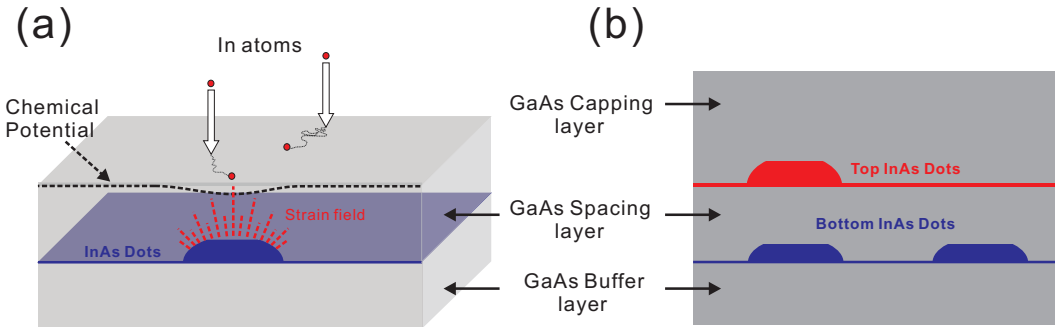 (a)
In atoms
Chemical
Potential
Strain field
InAs Dots
(b)
GaAs Capping
layer
Top InAs Dots
GaAs Spacing
layer
Bottom InAs Dots
GaAs Buffer
layer